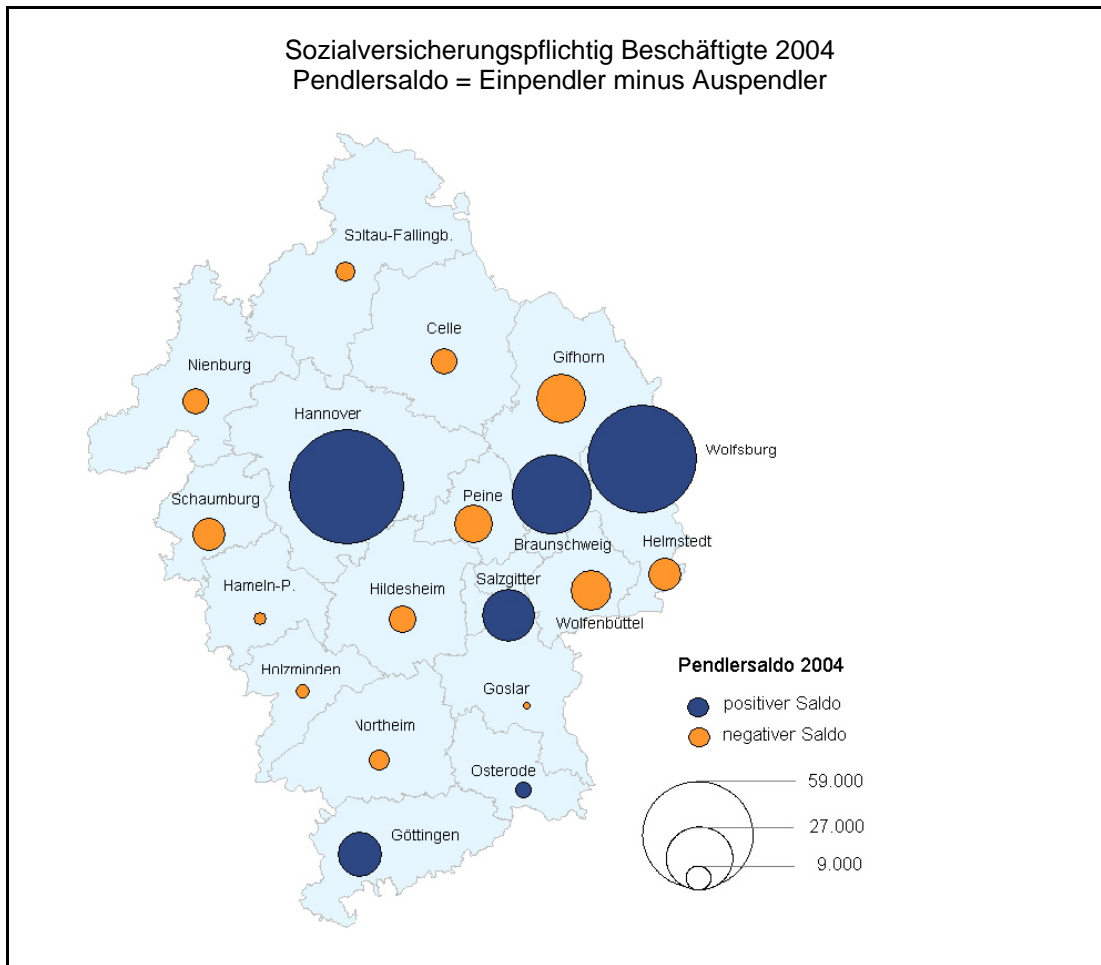 Sozialversicherungspflichtig Beschäftigte 2004
Pendlersaldo = Einpendler minus Auspendler
Soltau-Fallingb.
Celle
Gifhorn
Nienburg
Hannover
Wolfsburg
Schaumburg
Peine
Braunschweig
Helmstedt
Hameln-P.
Hildesheim
Salzgitter
Wolfenbüttel
Holzminden
Goslar
Northeim
Osterode
Göttingen
Pendlersaldo 2004
positiver Saldo
negativer Saldo
59.000
27.000
9.000